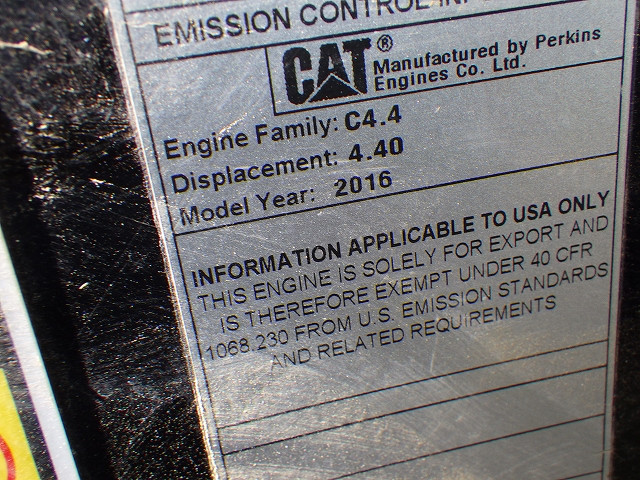 EMISSION CONTROL
CAT® Manufactured by Perkins
Engines Co. Ltd.
Engine Family: C4.4
Displacement: 4.40
Model Year: 2016
INFORMATION APPLICABLE TO USA ONLY
THIS ENGINE IS SOLELY FOR EXPORT AND
IS THEREFORE EXEMPT UNDER 40 CFR
1068.230 FROM U.S. EMISSION STANDARDS
AND RELATED REQUIREMENTS